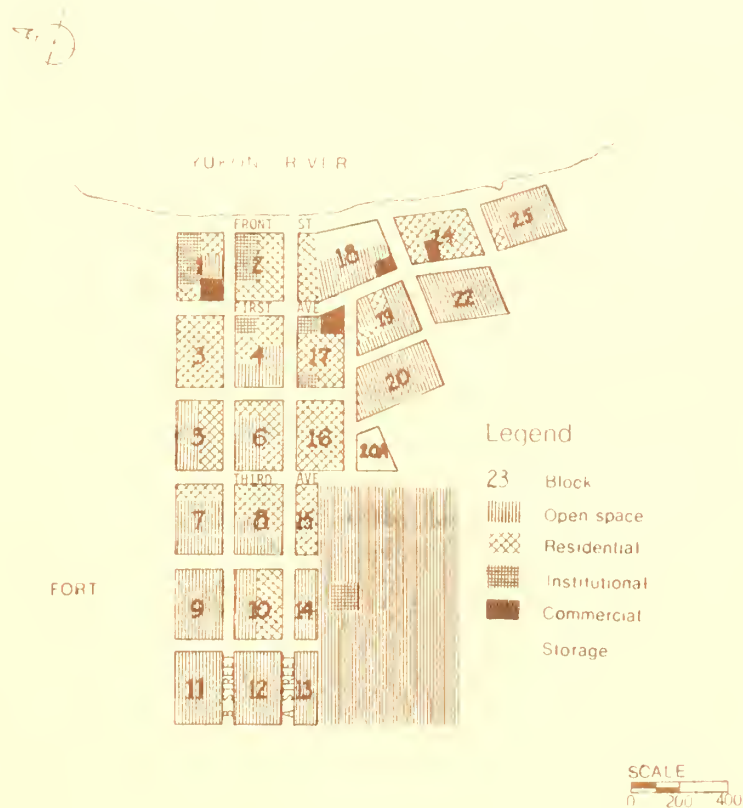 YUKON RIVER
FRONT ST
1
2
18
24
25
FIRST AVE
3
4
17
19
22
20
5
6
16
20A
THIRD AVE
7
8
15
9
10
14
11
B STREET
12
A STREET
13
FORT
Legend
23 Block
Open space
Residential
Institutional
Commercial
Storage
SCALE
0 200 400